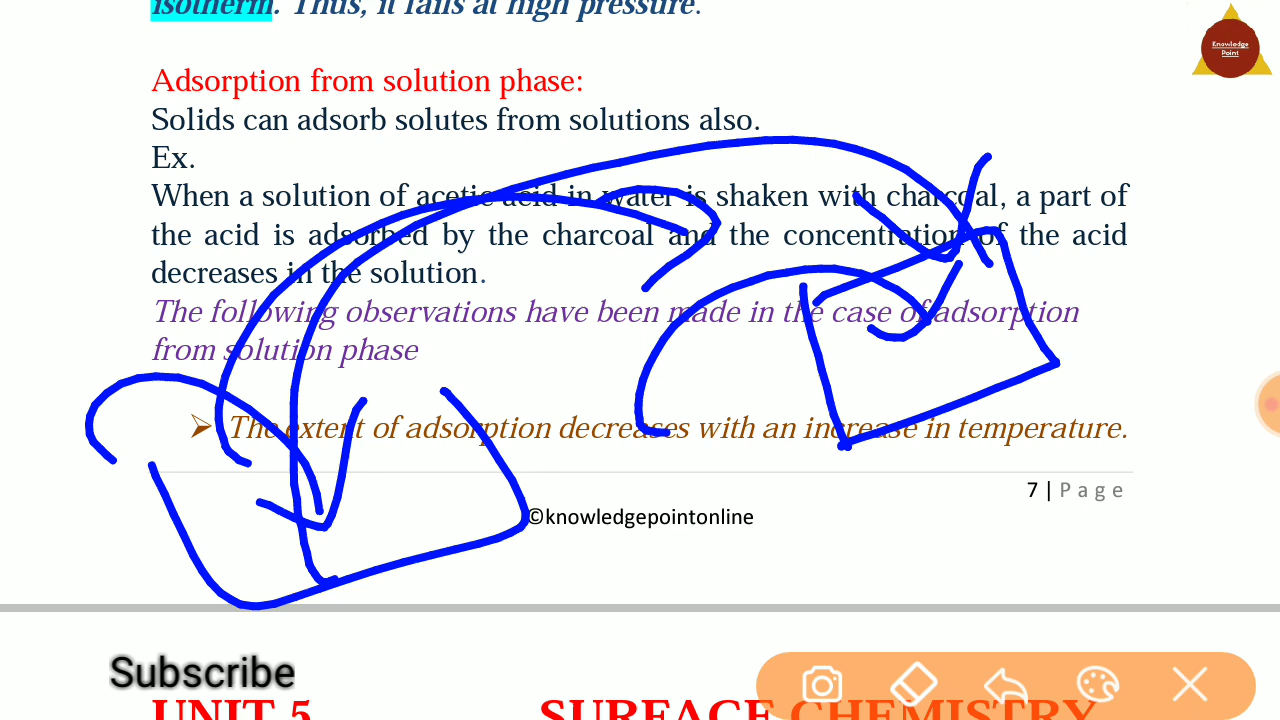 isotherm. Thus, it fails at high pressure.
Knowledge
Point
Adsorption from solution phase:
Solids can adsorb solutes from solutions also.
Ex.
When a solution of acetic acid in water is shaken with charcoal, a part of
the acid is adsorbed by the charcoal and the concentration of the acid
decreases in the solution.
The following observations have been made in the case of adsorption
from solution phase
➢ The extent of adsorption decreases with an increase in temperature.
7 | Page
©knowledgepointonline
Subscribe
UNIT 5 SURFACE CHEMISTRY